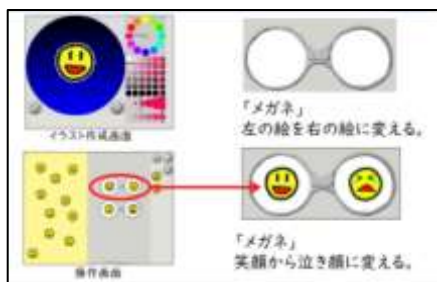 イラスト作成画面
「メガネ」
左の絵を右の絵に変える。
操作画面
「メガネ」
笑顔から泣き顔に変える。